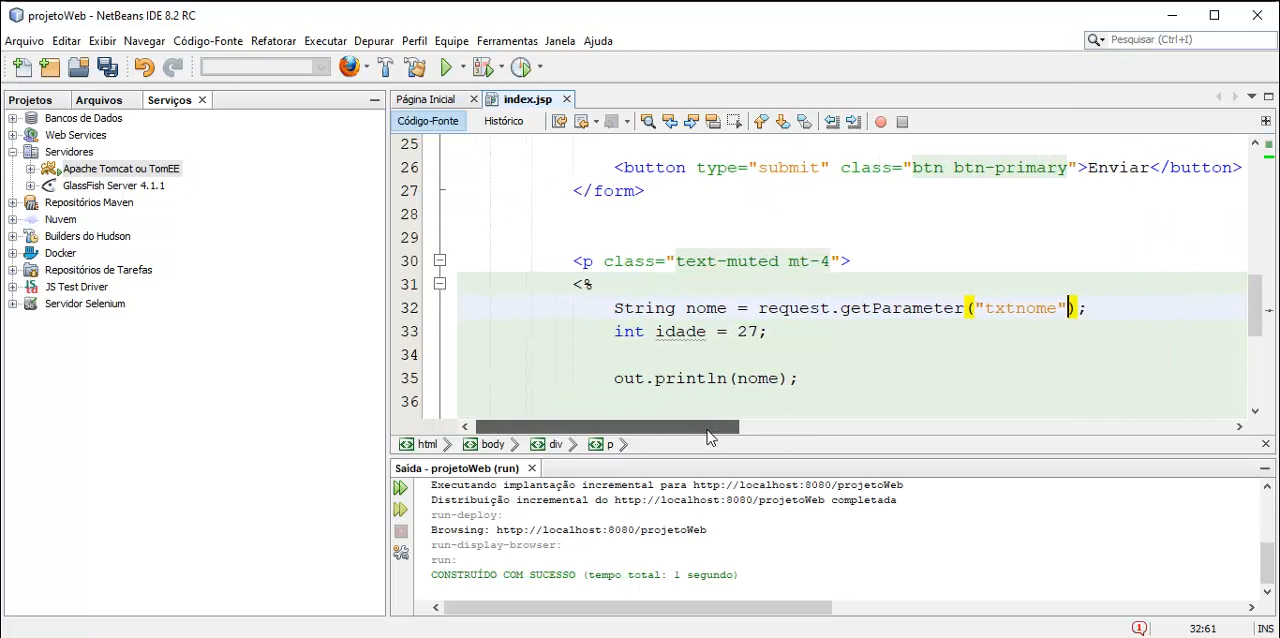 projetoWeb - NetBeans IDE 8.2 RC
Arquivo Editar Exibir Navegar Código-Fonte Refatorar Executar Depurar Perfil Equipe Ferramentas Janela Ajuda
Pesquisar (Ctrl+I)
Projetos Arquivos Serviços
Bancos de Dados
Web Services
Servidores
Apache Tomcat ou TomEE
GlassFish Server 4.1.1
Repositórios Maven
Nuvem
Builders do Hudson
Docker
Repositórios de Tarefas
JS Test Driver
Servidor Selenium
Página Inicial index.jsp
Código-Fonte Histórico
25
26 <button type="submit" class="btn btn-primary">Enviar</button>
27 </form>
28
29
30 <p class="text-muted mt-4">
31 <%
32 String nome = request.getParameter("txtnome");
33 int idade = 27;
34
35 out.println(nome);
36
html body div p
Saída - projetoWeb (run)
Executando implantação incremental para http://localhost:8080/projetoWeb
Distribuição incremental do http://localhost:8080/projetoWeb completada
run-deploy:
Browsing: http://localhost:8080/projetoWeb
run-display-browser:
run:
CONSTRUÍDO COM SUCESSO (tempo total: 1 segundo)
32:61 INS